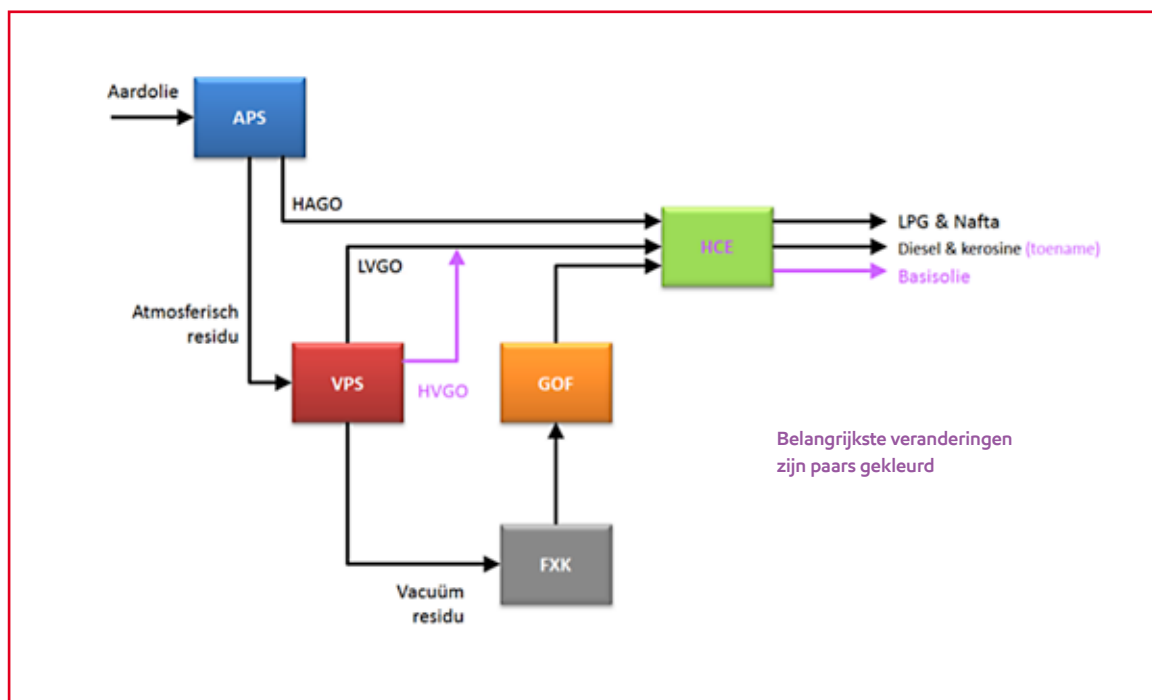 Aardolie
APS
HAGO
HCE
LPG & Nafta
Diesel & kerosine (toename)
Basisolie
LVGO
Atmosferisch
residu
VPS
HVGO
GOF
Belangrijkste veranderingen
zijn paars gekleurd
FXK
Vacuüm
residu